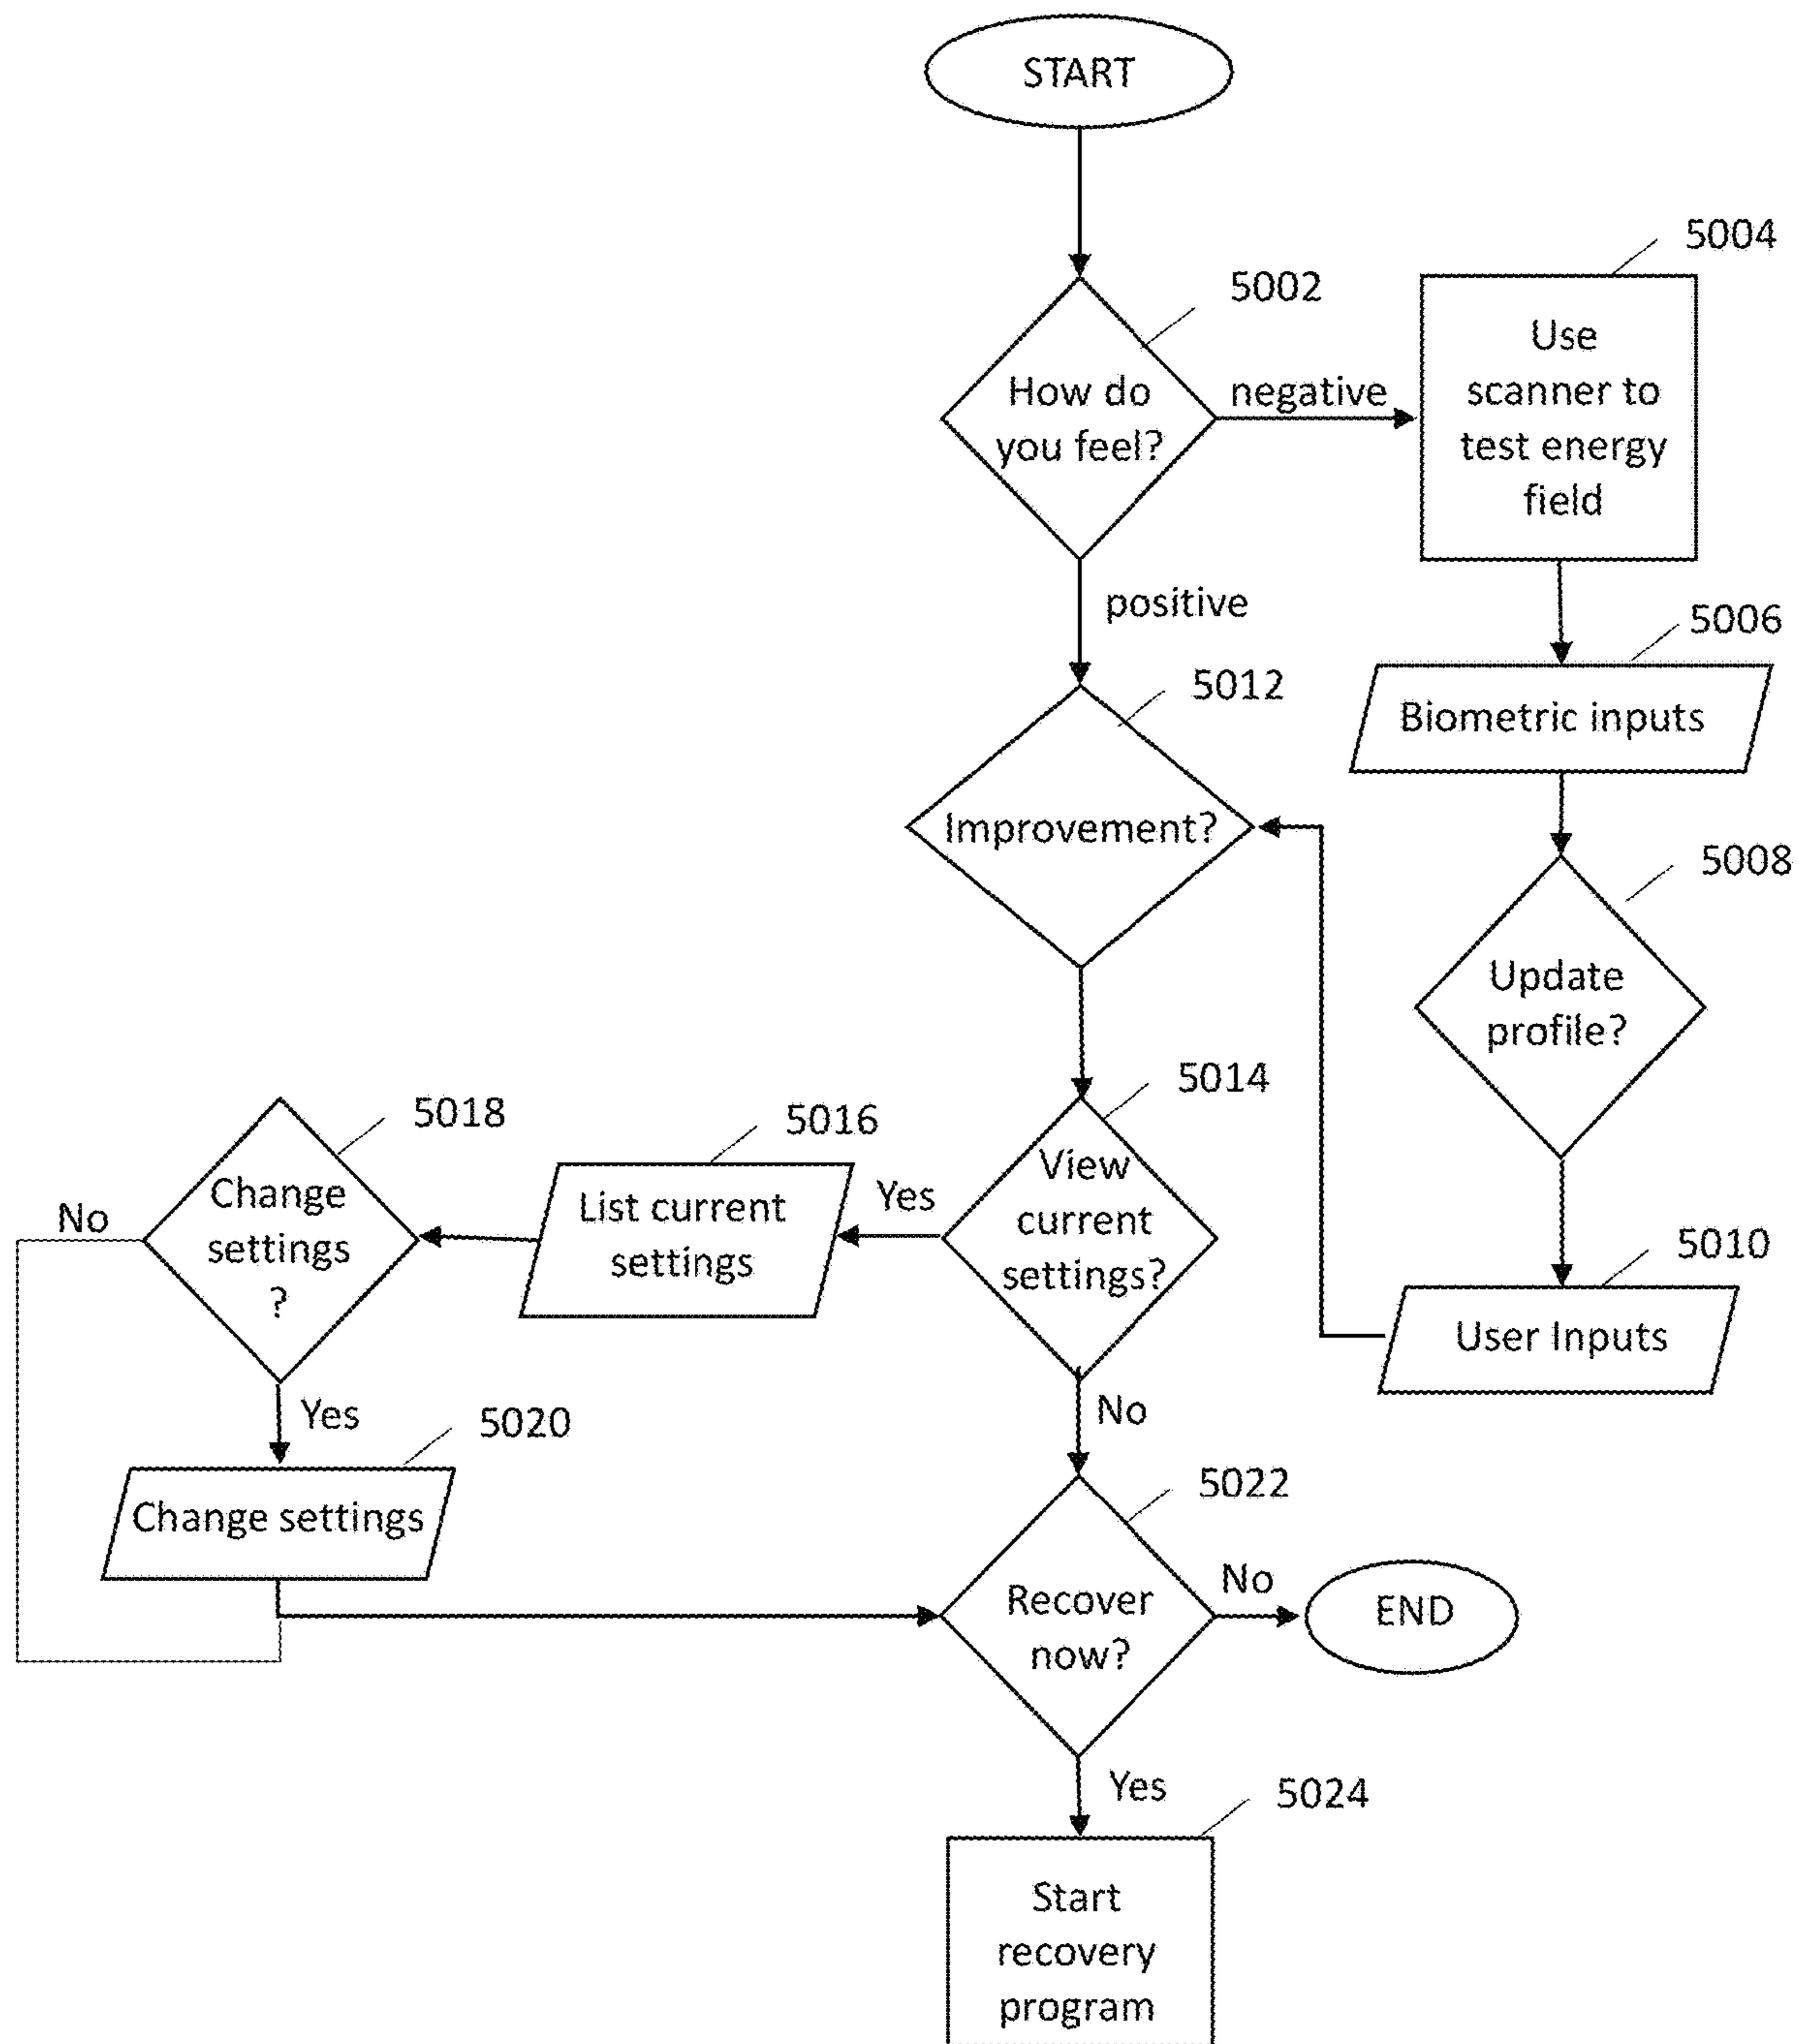 START
5002
How do
you feel?
negative
5004
Use
scanner to
test energy
field
positive
5006
Biometric inputs
5012
Improvement?
5008
Update
profile?
5010
User Inputs
5014
View
current
settings?
Yes
5016
List current
settings
5018
Change
settings
?
No
Yes
5020
Change settings
No
5022
Recover
now?
No
END
Yes
5024
Start
recovery
program